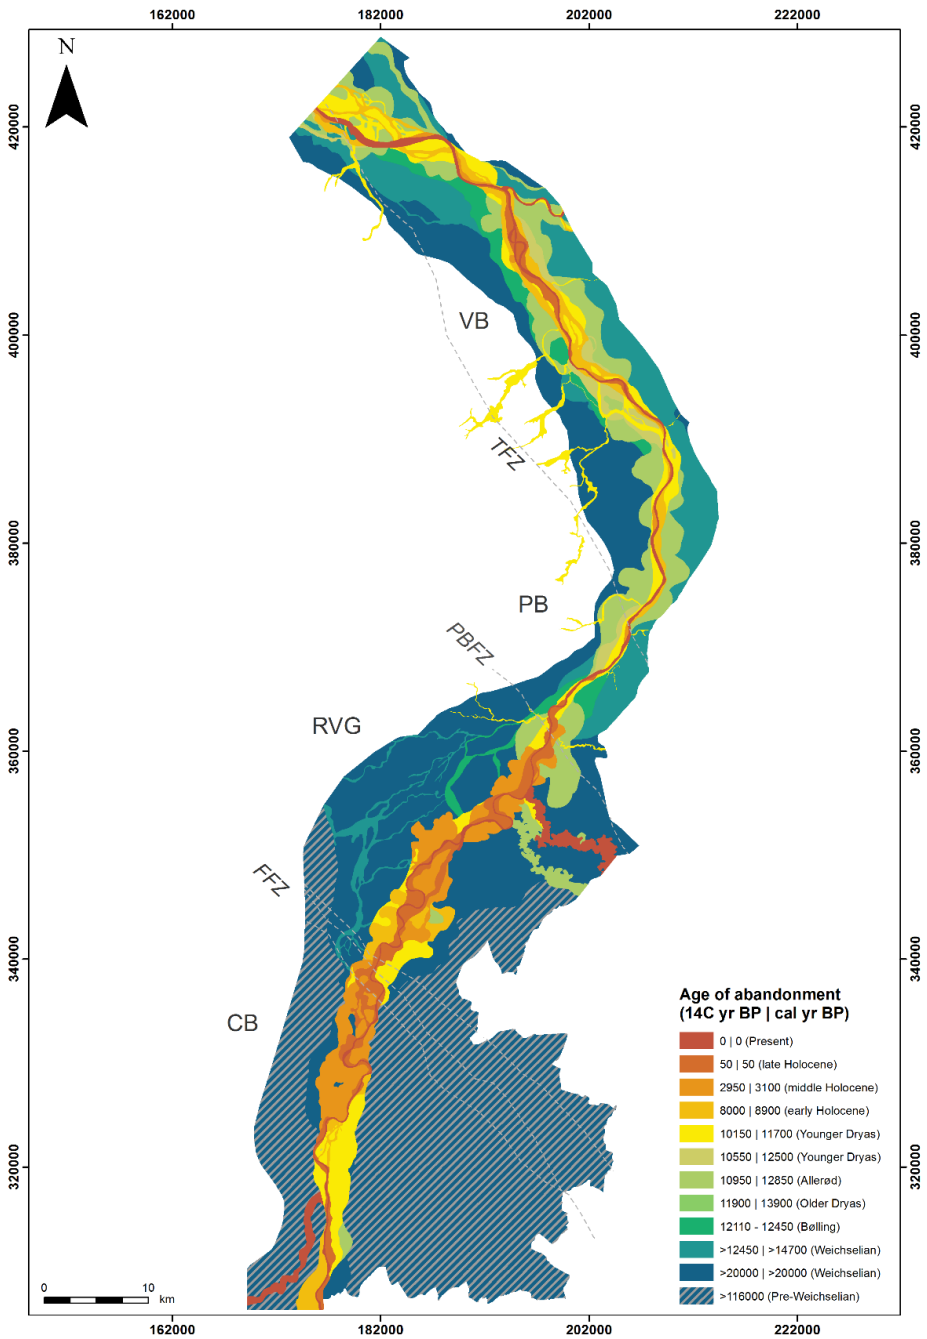 162000 182000 202000 222000
N
420000 420000
400000 400000
VB
TFZ
380000 380000
PB
PBFZ
RVG
360000 360000
FFZ
340000 340000
CB
Age of abandonment
(14C yr BP | cal yr BP)
0 | 0 (Present)
50 | 50 (late Holocene)
2950 | 3100 (middle Holocene)
8000 | 8900 (early Holocene)
10150 | 11700 (Younger Dryas)
10550 | 12500 (Younger Dryas)
10950 | 12850 (Allerød)
11900 | 13900 (Older Dryas)
12110 - 12450 (Bølling)
>12450 | >14700 (Weichselian)
>20000 | >20000 (Weichselian)
>116000 (Pre-Weichselian)
320000 320000
0 10
km
162000 182000 202000 222000